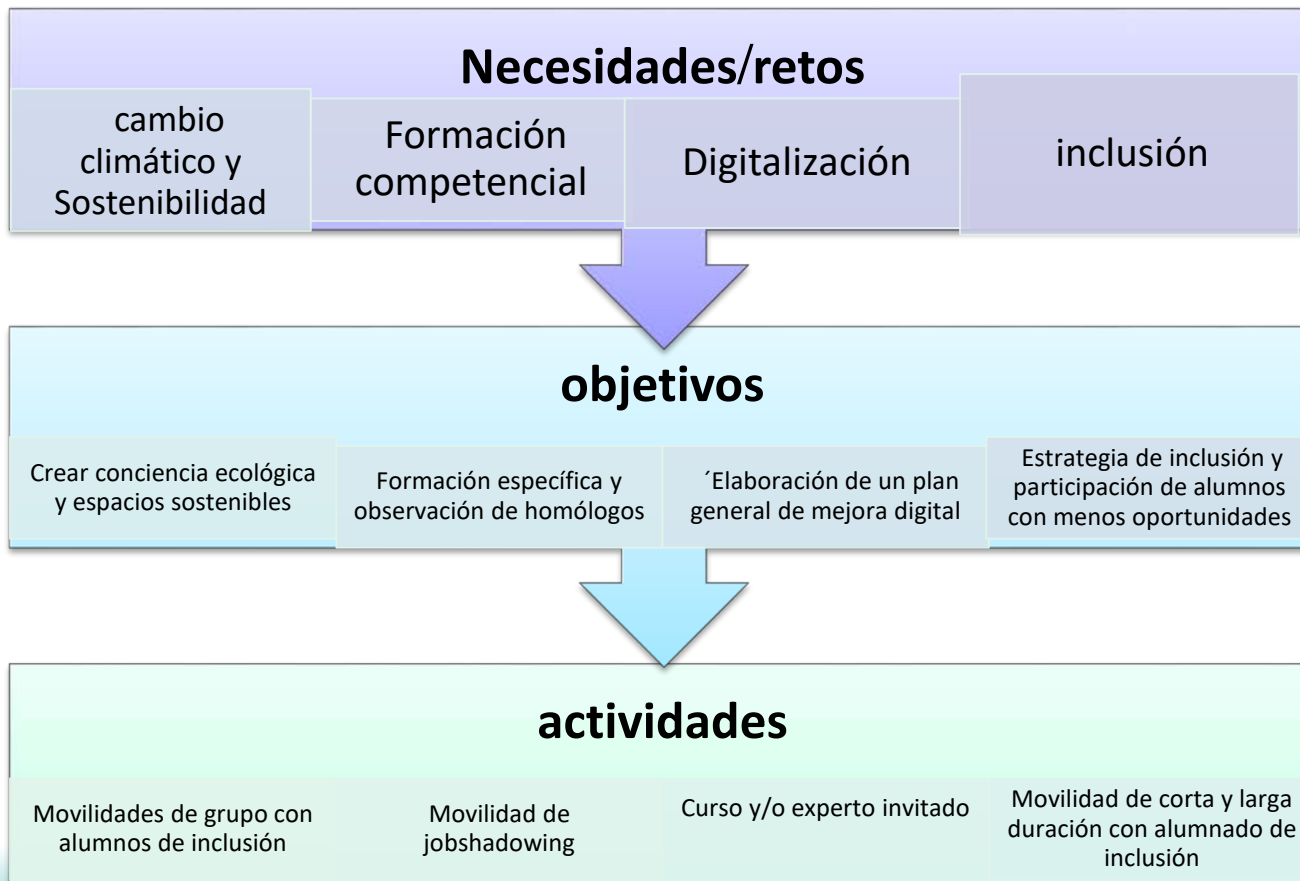 Necesidades/retos
cambio
climático y
Sostenibilidad
Formación
competencial
Digitalización
inclusión
objetivos
Crear conciencia ecológica
y espacios sostenibles
Formación específica y
observación de homólogos
´Elaboración de un plan
general de mejora digital
Estrategia de inclusión y
participación de alumnos
con menos oportunidades
actividades
Movilidades de grupo con
alumnos de inclusión
Movilidad de
jobshadowing
Curso y/o experto invitado
Movilidad de corta y larga
duración con alumnado de
inclusión